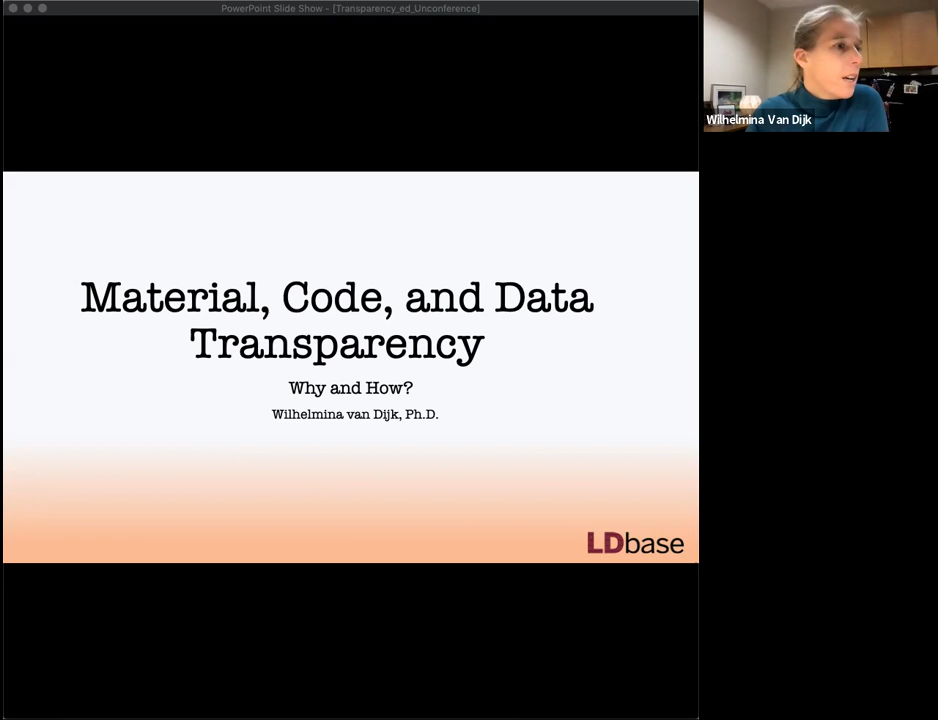 PowerPoint Slide Show - [Transparency_ed_Unconference]
Wilhelmina Van Dijk
Material, Code, and Data
Transparency
Why and How?
Wilhelmina van Dijk, Ph.D.
LDbase